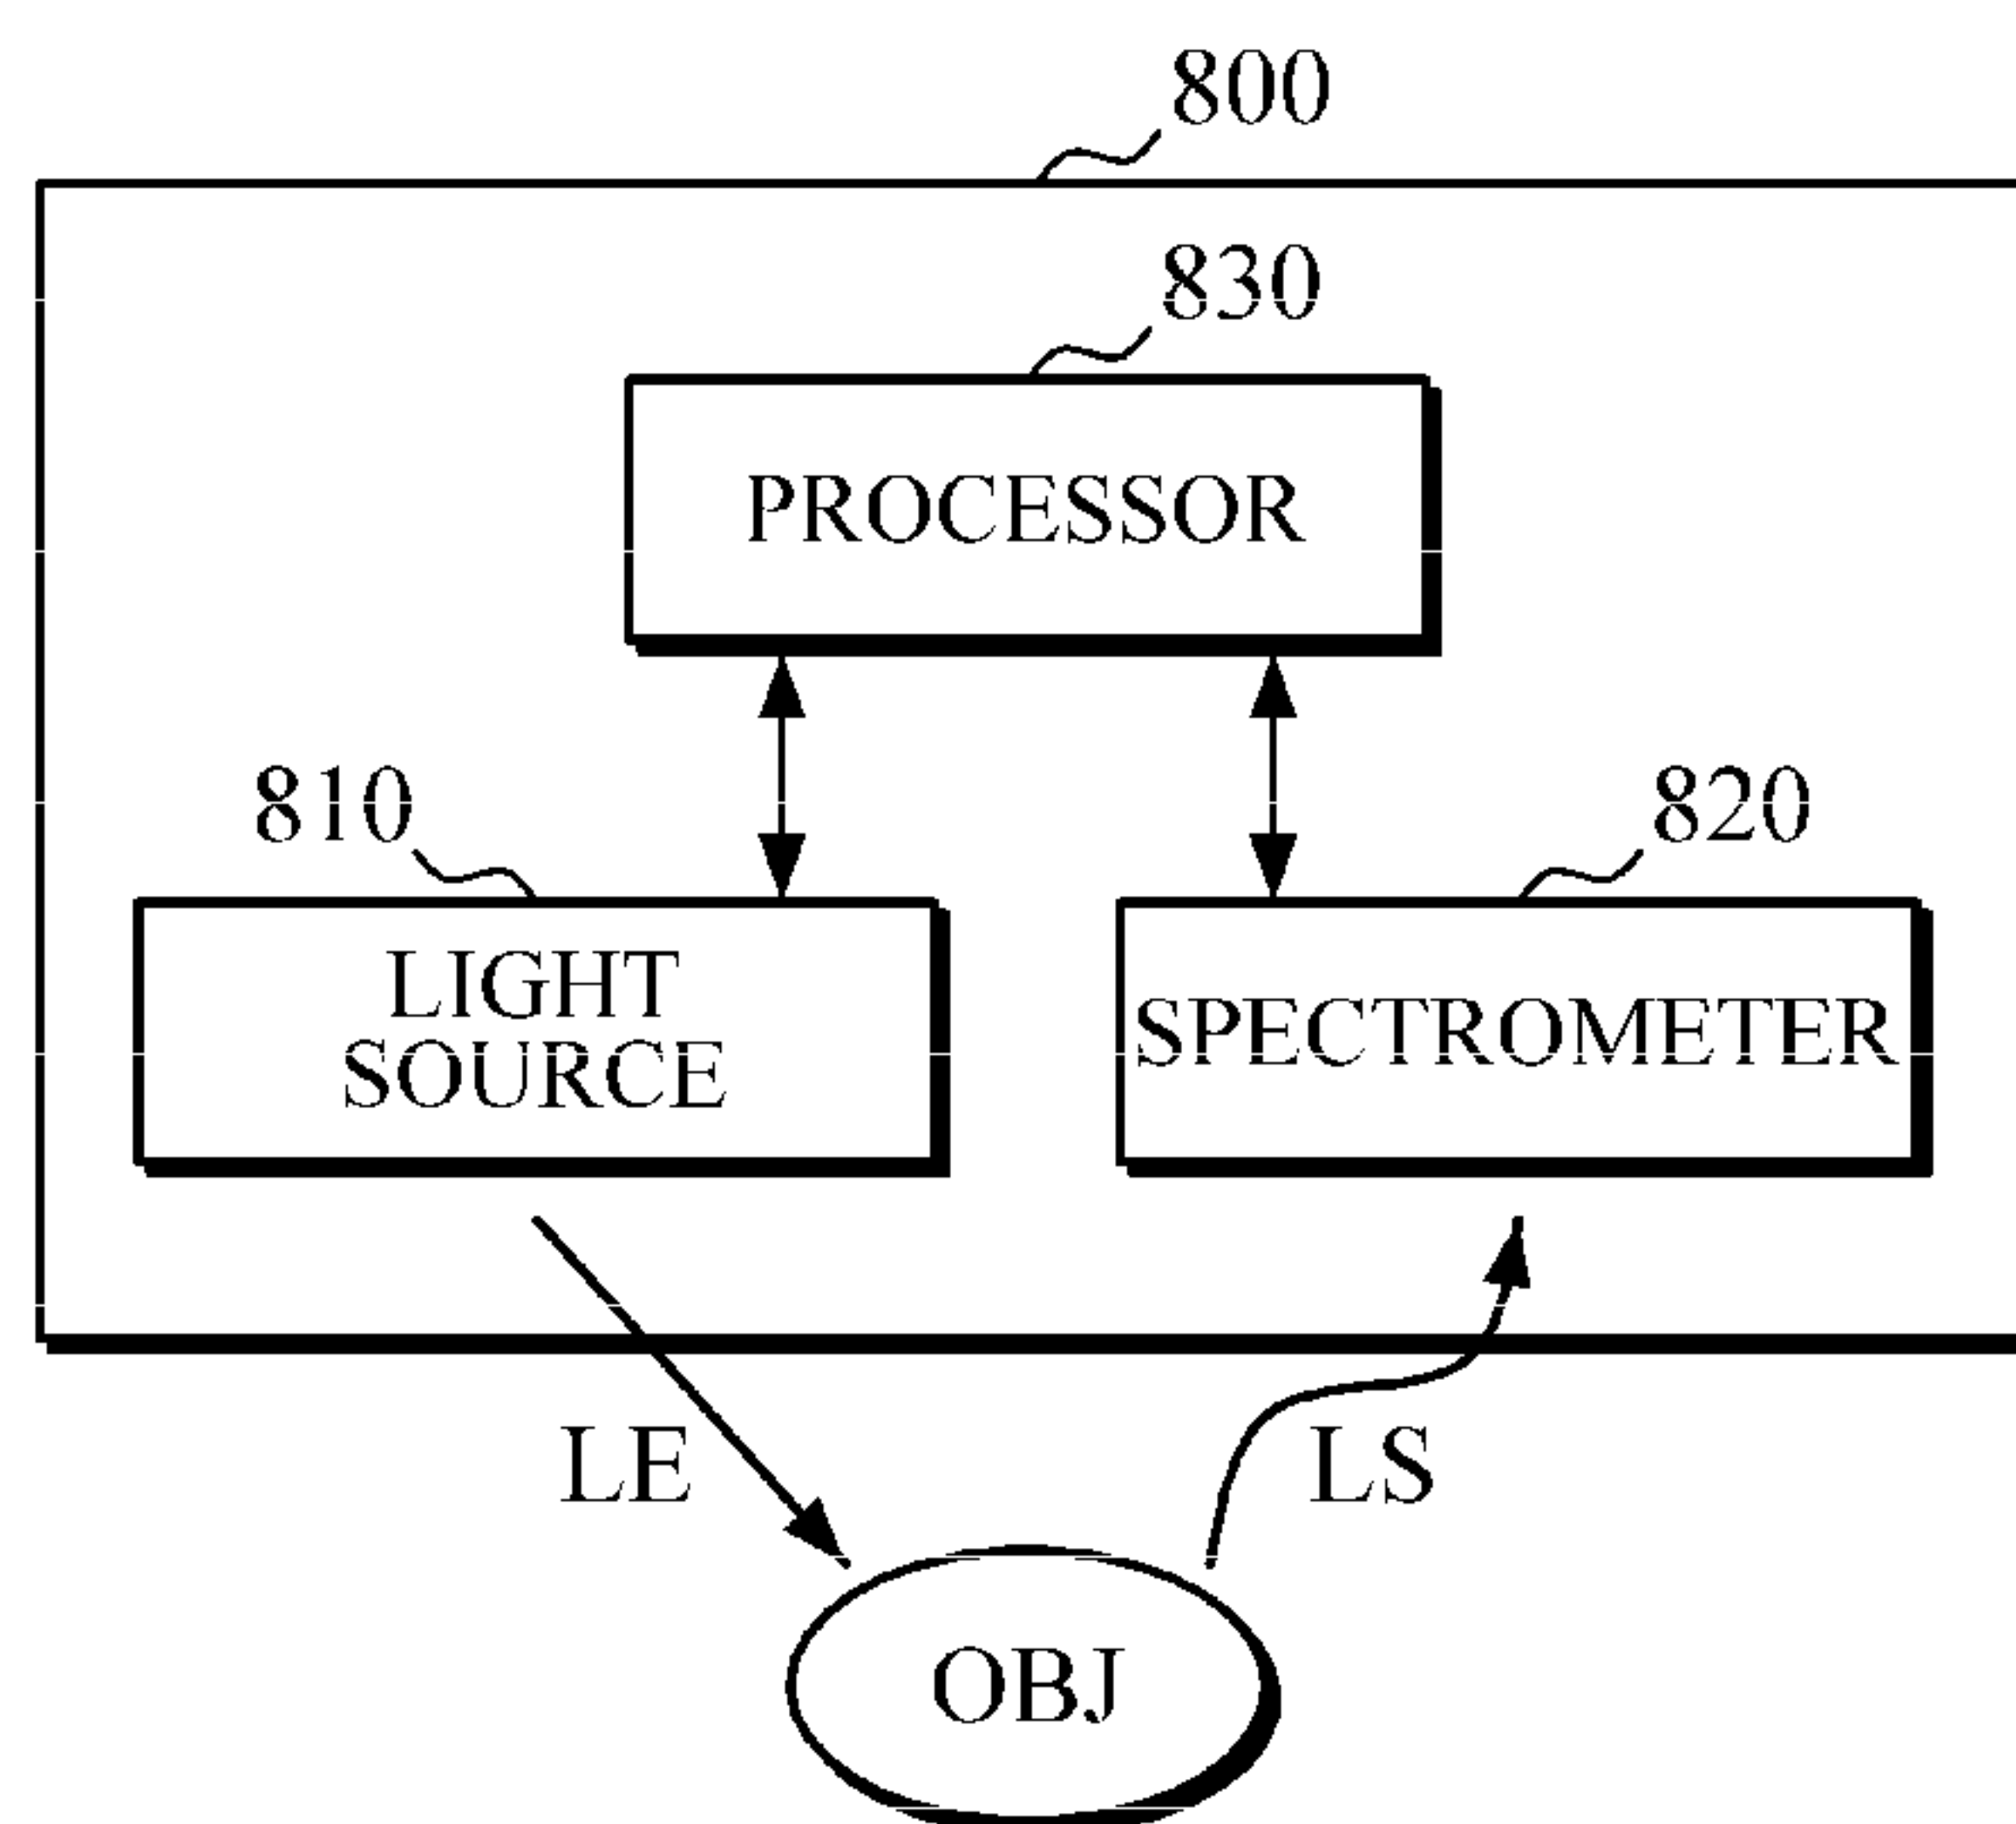 800
830
PROCESSOR
810
820
LIGHT
SOURCE
SPECTROMETER
LE
LS
OBJ